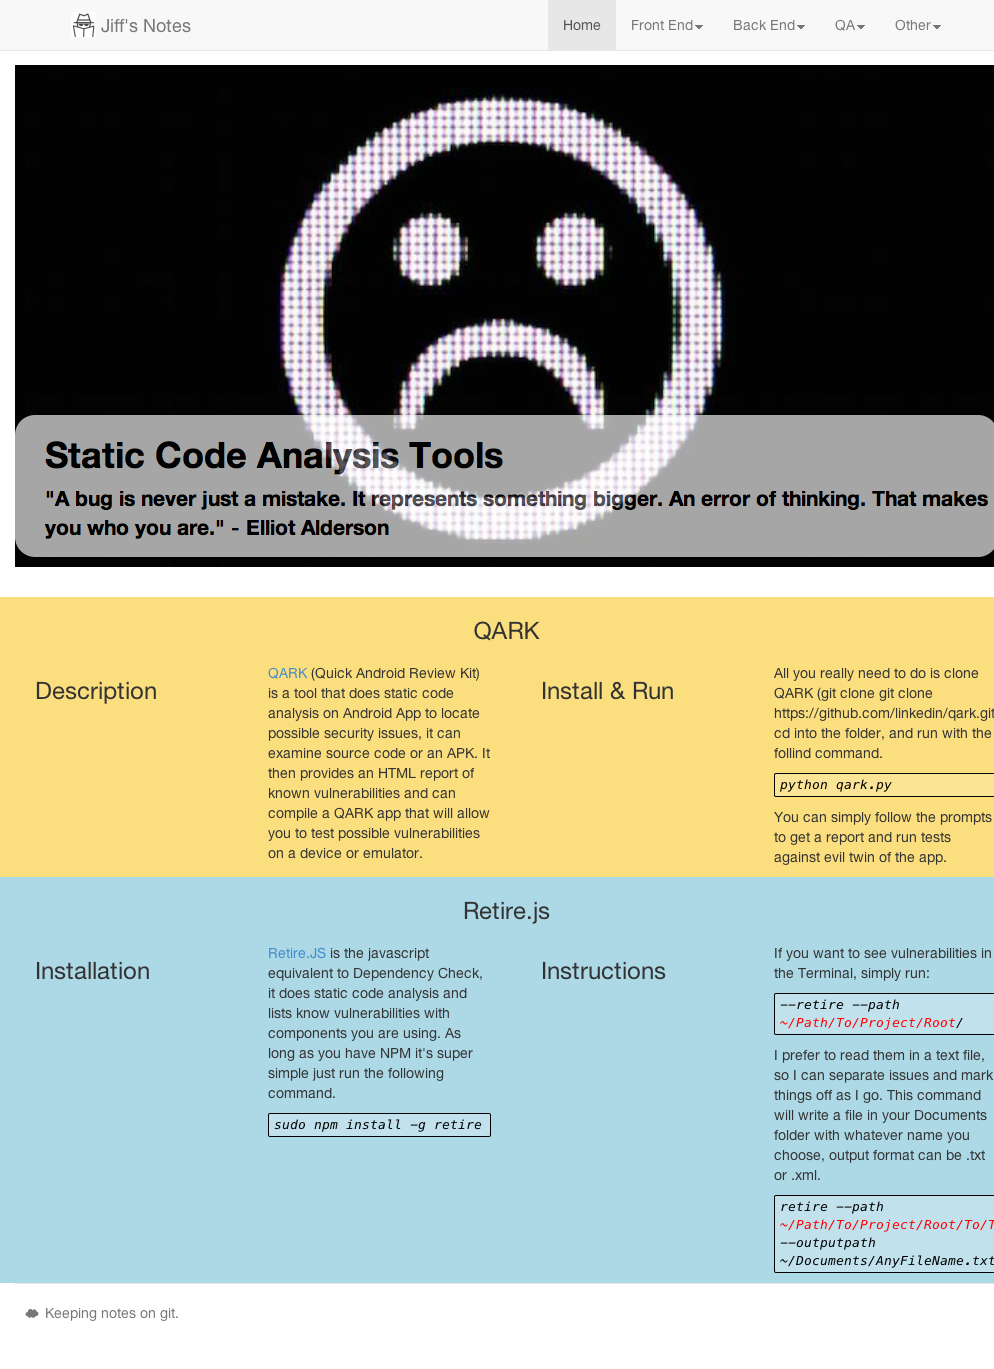 Jiff's Notes
Home
Front End
Back End
QA
Other
Static Code Analysis Tools
"A bug is never just a mistake. It represents something bigger. An error of thinking. That makes
you who you are." - Elliot Alderson
QARK
Description
QARK (Quick Android Review Kit)
is a tool that does static code
analysis on Android App to locate
possible security issues, it can
examine source code or an APK. It
then provides an HTML report of
known vulnerabilities and can
compile a QARK app that will allow
you to test possible vulnerabilities
on a device or emulator.
Install & Run
All you really need to do is clone
QARK (git clone git clone
https://github.com/linkedin/qark.git
cd into the folder, and run with the
follind command.
python qark.py
You can simply follow the prompts
to get a report and run tests
against evil twin of the app.
Retire.js
Installation
Retire.JS is the javascript
equivalent to Dependency Check,
it does static code analysis and
lists know vulnerabilities with
components you are using. As
long as you have NPM it's super
simple just run the following
command.
sudo npm install -g retire
Instructions
If you want to see vulnerabilities in
the Terminal, simply run:
--retire --path
~/Path/To/Project/Root/
I prefer to read them in a text file,
so I can separate issues and mark
things off as I go. This command
will write a file in your Documents
folder with whatever name you
choose, output format can be .txt
or .xml.
retire --path
~/Path/To/Project/Root/To/T
--outputpath
~/Documents/AnyFileName.txt
Keeping notes on git.